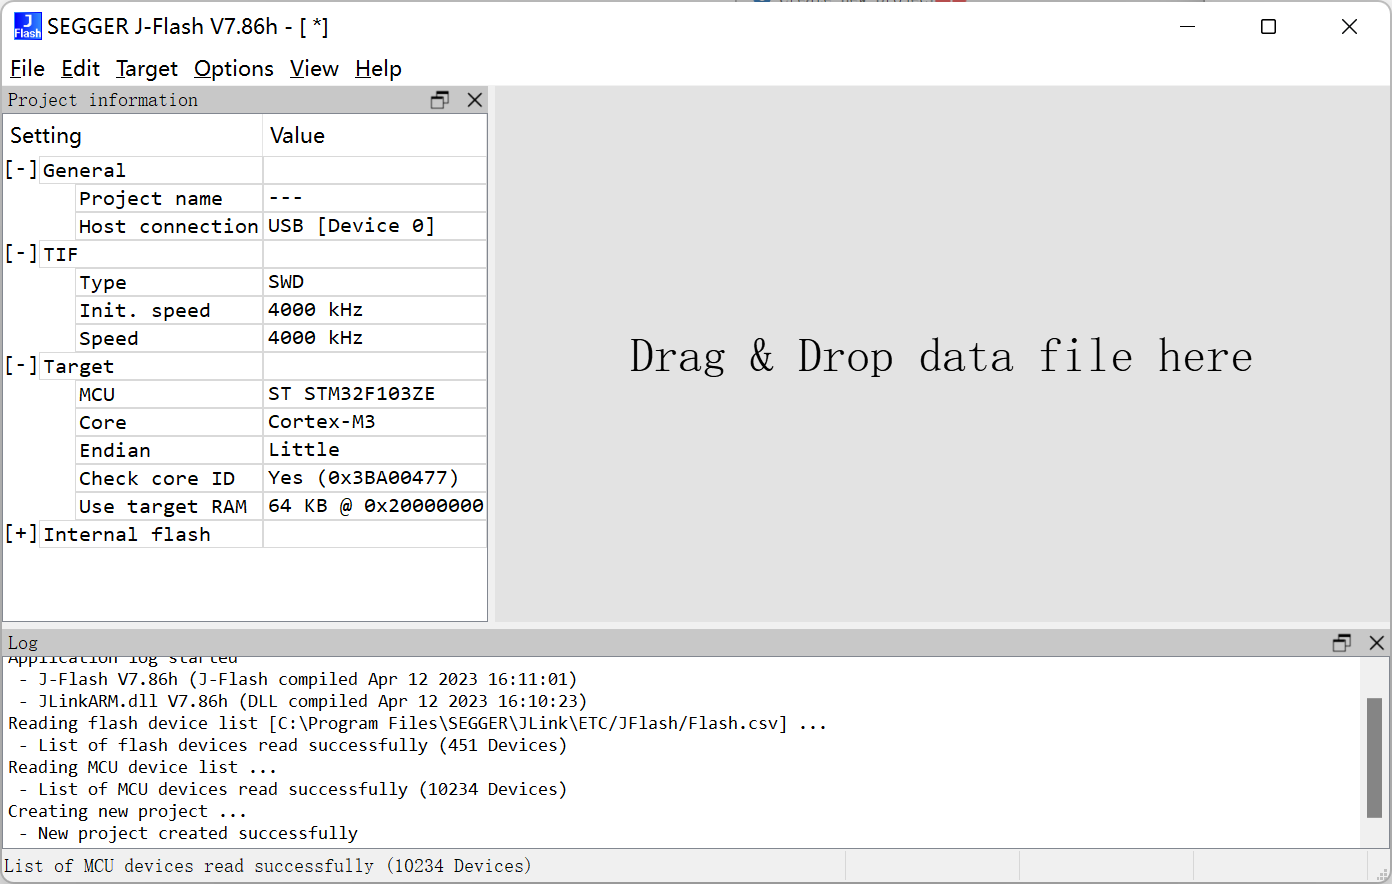 J
Flash
SEGGER J-Flash V7.86h - [ *]
File Edit Target Options View Help
Project information
Setting Value
[-] General
Project name ---
Host connection USB [Device 0]
[-] TIF
Type SWD
Init. speed 4000 kHz
Speed 4000 kHz
[-] Target
MCU ST STM32F103ZE
Core Cortex-M3
Endian Little
Check core ID Yes (0x3BA00477)
Use target RAM 64 KB @ 0x20000000
[+] Internal flash
Drag & Drop data file here
Log
Application log started
- J-Flash V7.86h (J-Flash compiled Apr 12 2023 16:11:01)
- JLinkARM.dll V7.86h (DLL compiled Apr 12 2023 16:10:23)
Reading flash device list [C:\Program Files\SEGGER\JLink\ETC/JFlash/Flash.csv] ...
- List of flash devices read successfully (451 Devices)
Reading MCU device list ...
- List of MCU devices read successfully (10234 Devices)
Creating new project ...
- New project created successfully
List of MCU devices read successfully (10234 Devices)